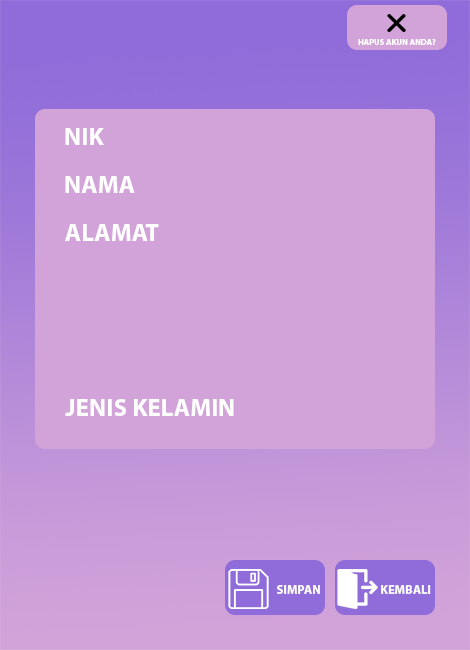 HAPUS AKUN ANDA?
NIK
NAMA
ALAMAT
JENIS KELAMIN
SIMPAN
KEMBALI